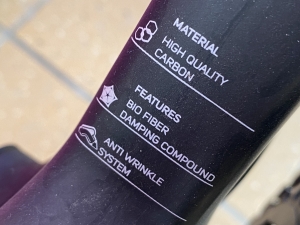 MATERIAL
HIGH QUALITY
CARBON
FEATURES
BIO FIBER
DAMPING COMPOUND
ANTI WRINKLE
SYSTEM